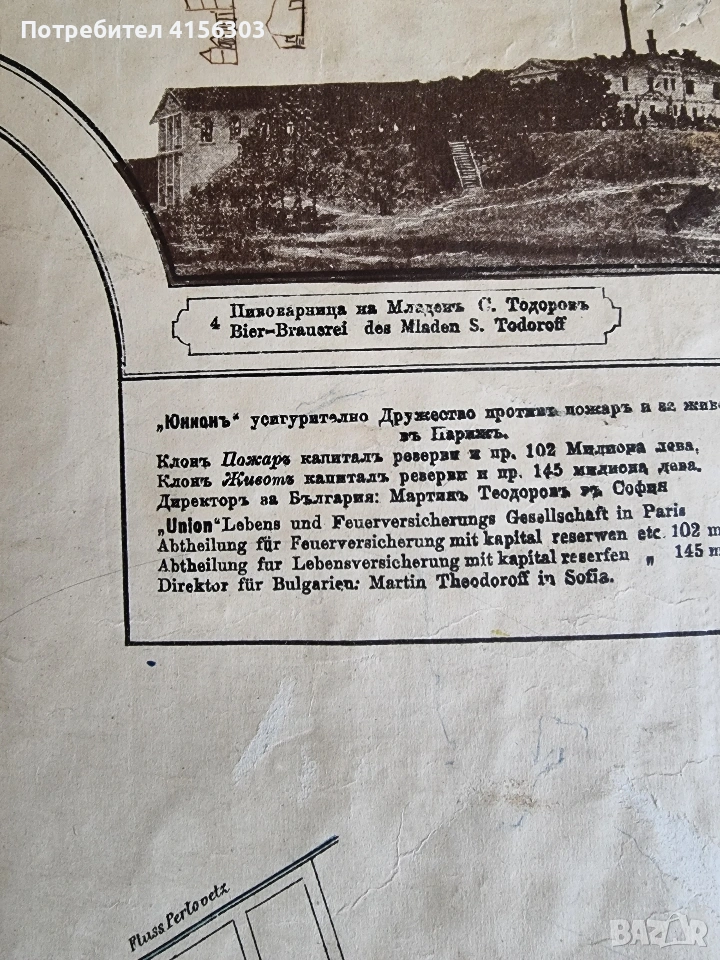 Потребител 4156303
4 Пивоварница на Младенъ С. Тодоровъ
Bier-Brauerei des Mladen S. Todoroff
„Юнионъ“ усигурително Дружество противъ пожаръ и за живо
въ Парижъ.
Клонъ Пожаръ капиталъ резерви и пр. 102 Милиона лева,
Клонъ Животъ капиталъ резерви и пр. 145 милиона лева.
Директоръ за България: Мартинъ Теодоровъ въ София
„Union“ Lebens und Feuerversicherungs Gesellschaft in Paris
Abtheilung für Feuerversicherung mit kapital reserwen etc. 102 m
Abtheilung fur Lebensversicherung mit kapital reserfen „ 145 m
Direktor für Bulgarien: Martin Theodoroff in Sofia.
Fluss Perlovetz
BAZAR